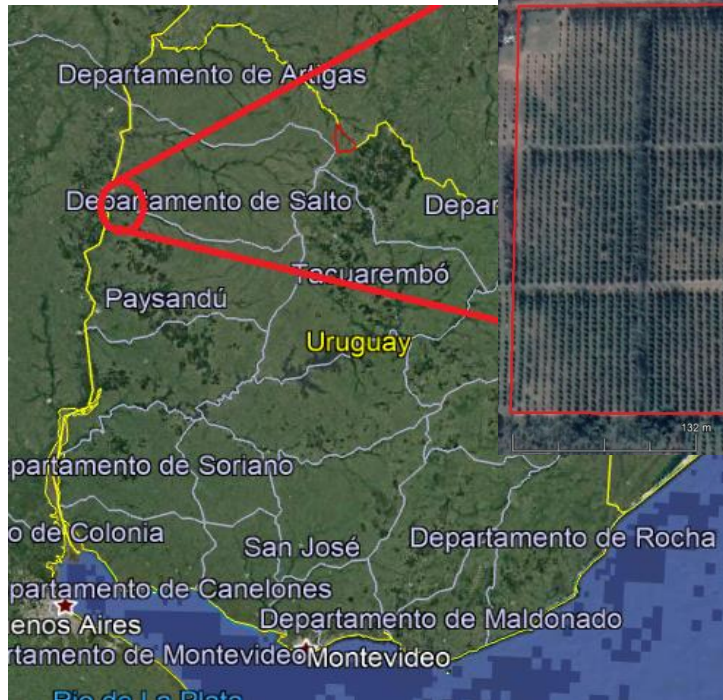 Departamento de Artigas
Departamento de Salto
Depar
Tacuarembó
Paysandú
Uruguay
132 m
epartamento de Soriano
o de Colonia
San José
Departamento de Rocha
partamento de Canelones
Departamento de Maldonado
enos Aires
rtamento de Montevideo
Montevideo
Rio de La Plata